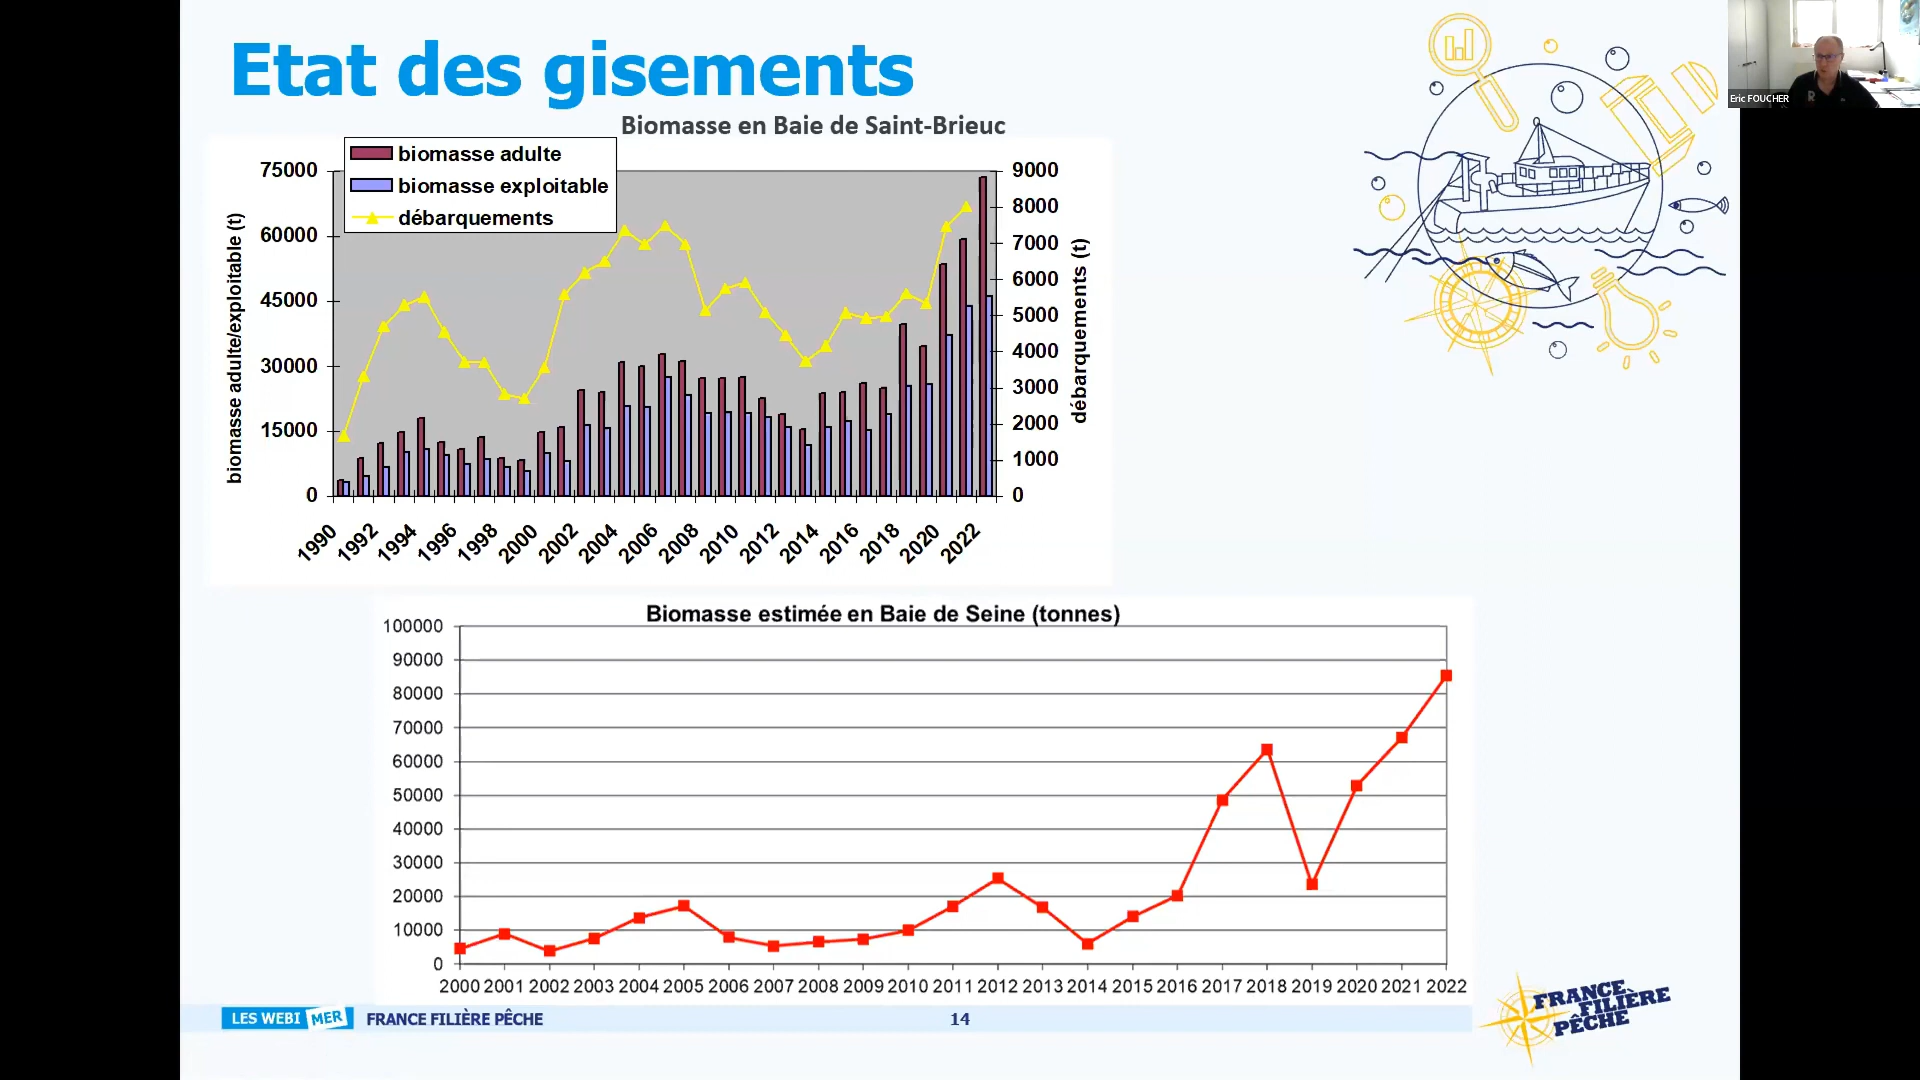 Etat des gisements
Eric FOUCHER
Biomasse en Baie de Saint-Brieuc
biomasse adulte
biomasse exploitable
débarquements
biomasse adulte/exploitable (t)
75000
60000
45000
30000
15000
0
9000
8000
7000
6000
5000
4000
3000
2000
1000
0
débarquements (t)
1990 1992 1994 1996 1998 2000 2002 2004 2006 2008 2010 2012 2014 2016 2018 2020 2022
Biomasse estimée en Baie de Seine (tonnes)
100000
90000
80000
70000
60000
50000
40000
30000
20000
10000
0
2000 2001 2002 2003 2004 2005 2006 2007 2008 2009 2010 2011 2012 2013 2014 2015 2016 2017 2018 2019 2020 2021 2022
LES WEBI MER FRANCE FILIÈRE PÊCHE
14
FRANCE
FILIÈRE
PÊCHE